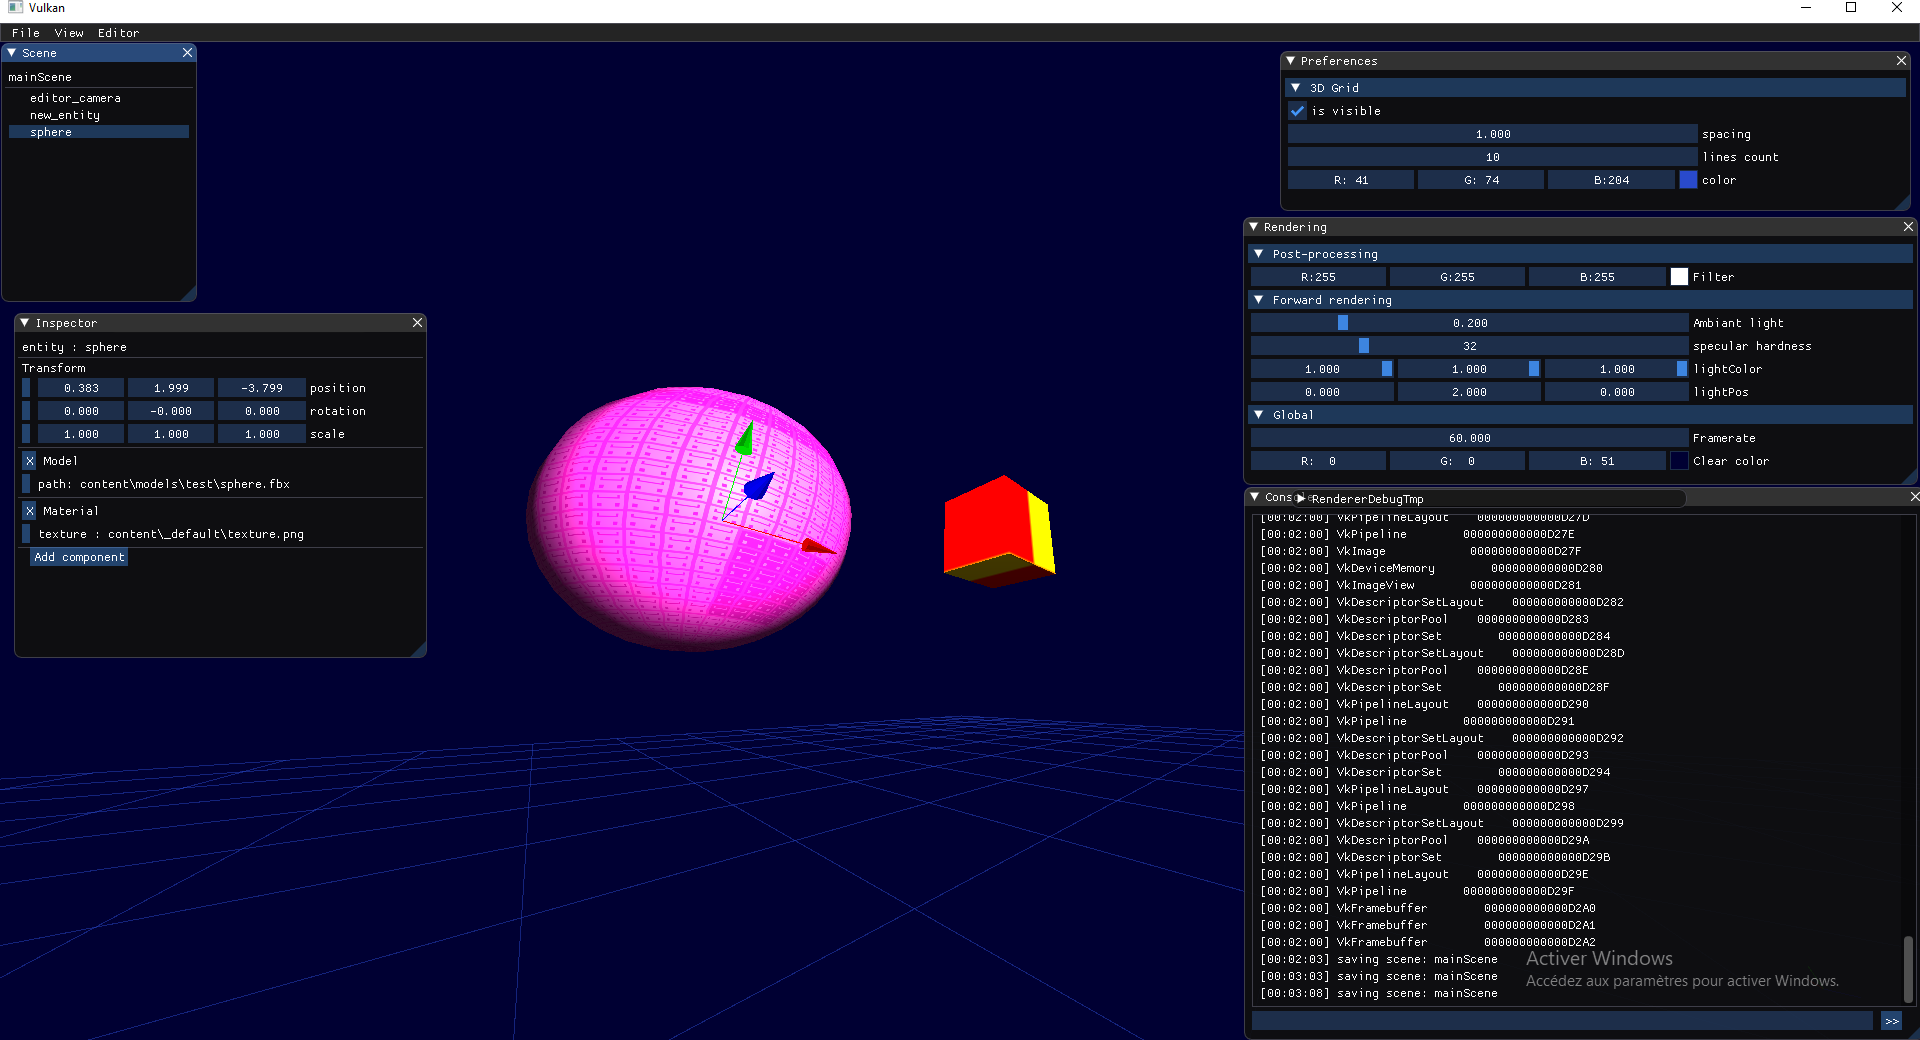 Vulkan
File View Editor
Scene
mainScene
editor_camera
new_entity
sphere
Inspector
entity : sphere
Transform
0.383 1.999 -3.799 position
0.000 -0.000 0.000 rotation
1.000 1.000 1.000 scale
X Model
path: content\models\test\sphere.fbx
X Material
texture : content\_default\texture.png
Add component
Preferences
3D Grid
is visible
1.000 spacing
10 lines count
R: 41 G: 74 B:204 color
Rendering
Post-processing
R:255 G:255 B:255 Filter
Forward rendering
0.200 Ambiant light
32 specular hardness
1.000 1.000 1.000 lightColor
0.000 2.000 0.000 lightPos
Global
60.000 Framerate
R: 0 G: 0 B: 51 Clear color
Console
RendererDebugTmp
[00:02:00] VkPipelineLayout 000000000000D27D
[00:02:00] VkPipeline 000000000000D27E
[00:02:00] VkImage 000000000000D27F
[00:02:00] VkDeviceMemory 000000000000D280
[00:02:00] VkImageView 000000000000D281
[00:02:00] VkDescriptorSetLayout 000000000000D282
[00:02:00] VkDescriptorPool 000000000000D283
[00:02:00] VkDescriptorSet 000000000000D284
[00:02:00] VkDescriptorSetLayout 000000000000D28D
[00:02:00] VkDescriptorPool 000000000000D28E
[00:02:00] VkDescriptorSet 000000000000D28F
[00:02:00] VkPipelineLayout 000000000000D290
[00:02:00] VkPipeline 000000000000D291
[00:02:00] VkDescriptorSetLayout 000000000000D292
[00:02:00] VkDescriptorPool 000000000000D293
[00:02:00] VkDescriptorSet 000000000000D294
[00:02:00] VkPipelineLayout 000000000000D297
[00:02:00] VkPipeline 000000000000D298
[00:02:00] VkDescriptorSetLayout 000000000000D299
[00:02:00] VkDescriptorPool 000000000000D29A
[00:02:00] VkDescriptorSet 000000000000D29B
[00:02:00] VkPipelineLayout 000000000000D29E
[00:02:00] VkPipeline 000000000000D29F
[00:02:00] VkFramebuffer 000000000000D2A0
[00:02:00] VkFramebuffer 000000000000D2A1
[00:02:00] VkFramebuffer 000000000000D2A2
[00:02:03] saving scene: mainScene
[00:03:03] saving scene: mainScene
[00:03:08] saving scene: mainScene
Activer Windows
Accédez aux paramètres pour activer Windows.
>>